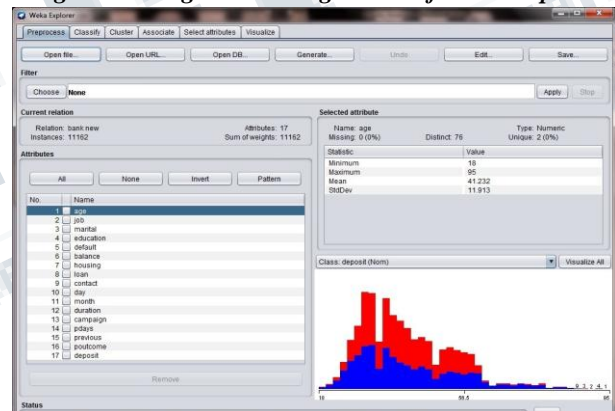 Weka Explorer
Preprocess Classify Cluster Associate Select attributes Visualize
Open file... Open URL... Open DB... Generate... Undo Edit... Save...
Filter
Choose None Apply Stop
Current relation
Relation: bank new Attributes: 17
Instances: 11162 Sum of weights: 11162
Attributes
All None Invert Pattern
No. Name
1 age
2 job
3 marital
4 education
5 default
6 balance
7 housing
8 loan
9 contact
10 day
11 month
12 duration
13 campaign
14 pdays
15 previous
16 poutcome
17 deposit
Remove
Status
Selected attribute
Name: age Type: Numeric
Missing: 0 (0%) Distinct: 76 Unique: 2 (0%)
Statistic Value
Minimum 18
Maximum 95
Mean 41.232
StdDev 11.913
Class: deposit (Nom) Visualize All